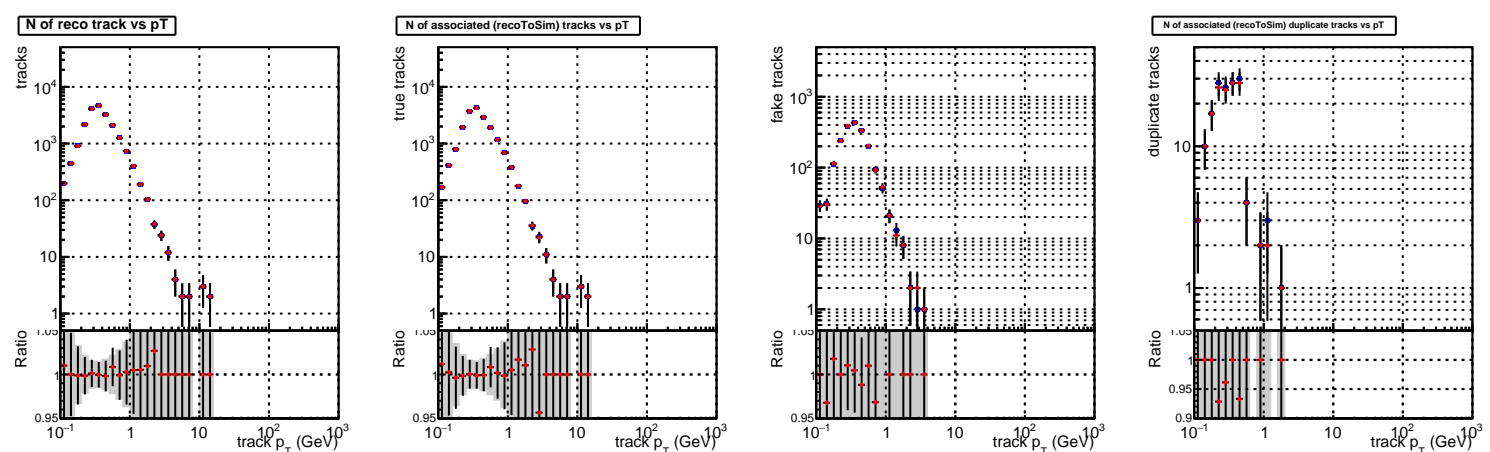 N of reco track vs pT
tracks
10^4
10^3
10^2
10
1
Ratio
1.05
1
0.95
10^-1 1 10 10^2 10^3
track p_T (GeV)
N of associated (recoToSim) tracks vs pT
true tracks
10^4
10^3
10^2
10
1
Ratio
1.05
1
0.95
10^-1 1 10 10^2 10^3
track p_T (GeV)
fake tracks
10^3
10^2
10
1
Ratio
1.05
1
0.95
10^-1 1 10 10^2 10^3
track p_T (GeV)
N of associated (recoToSim) duplicate tracks vs pT
duplicate tracks
10
1
Ratio
1
0.95
0.9
10^-1 1 10 10^2 10^3
track p_T (GeV)